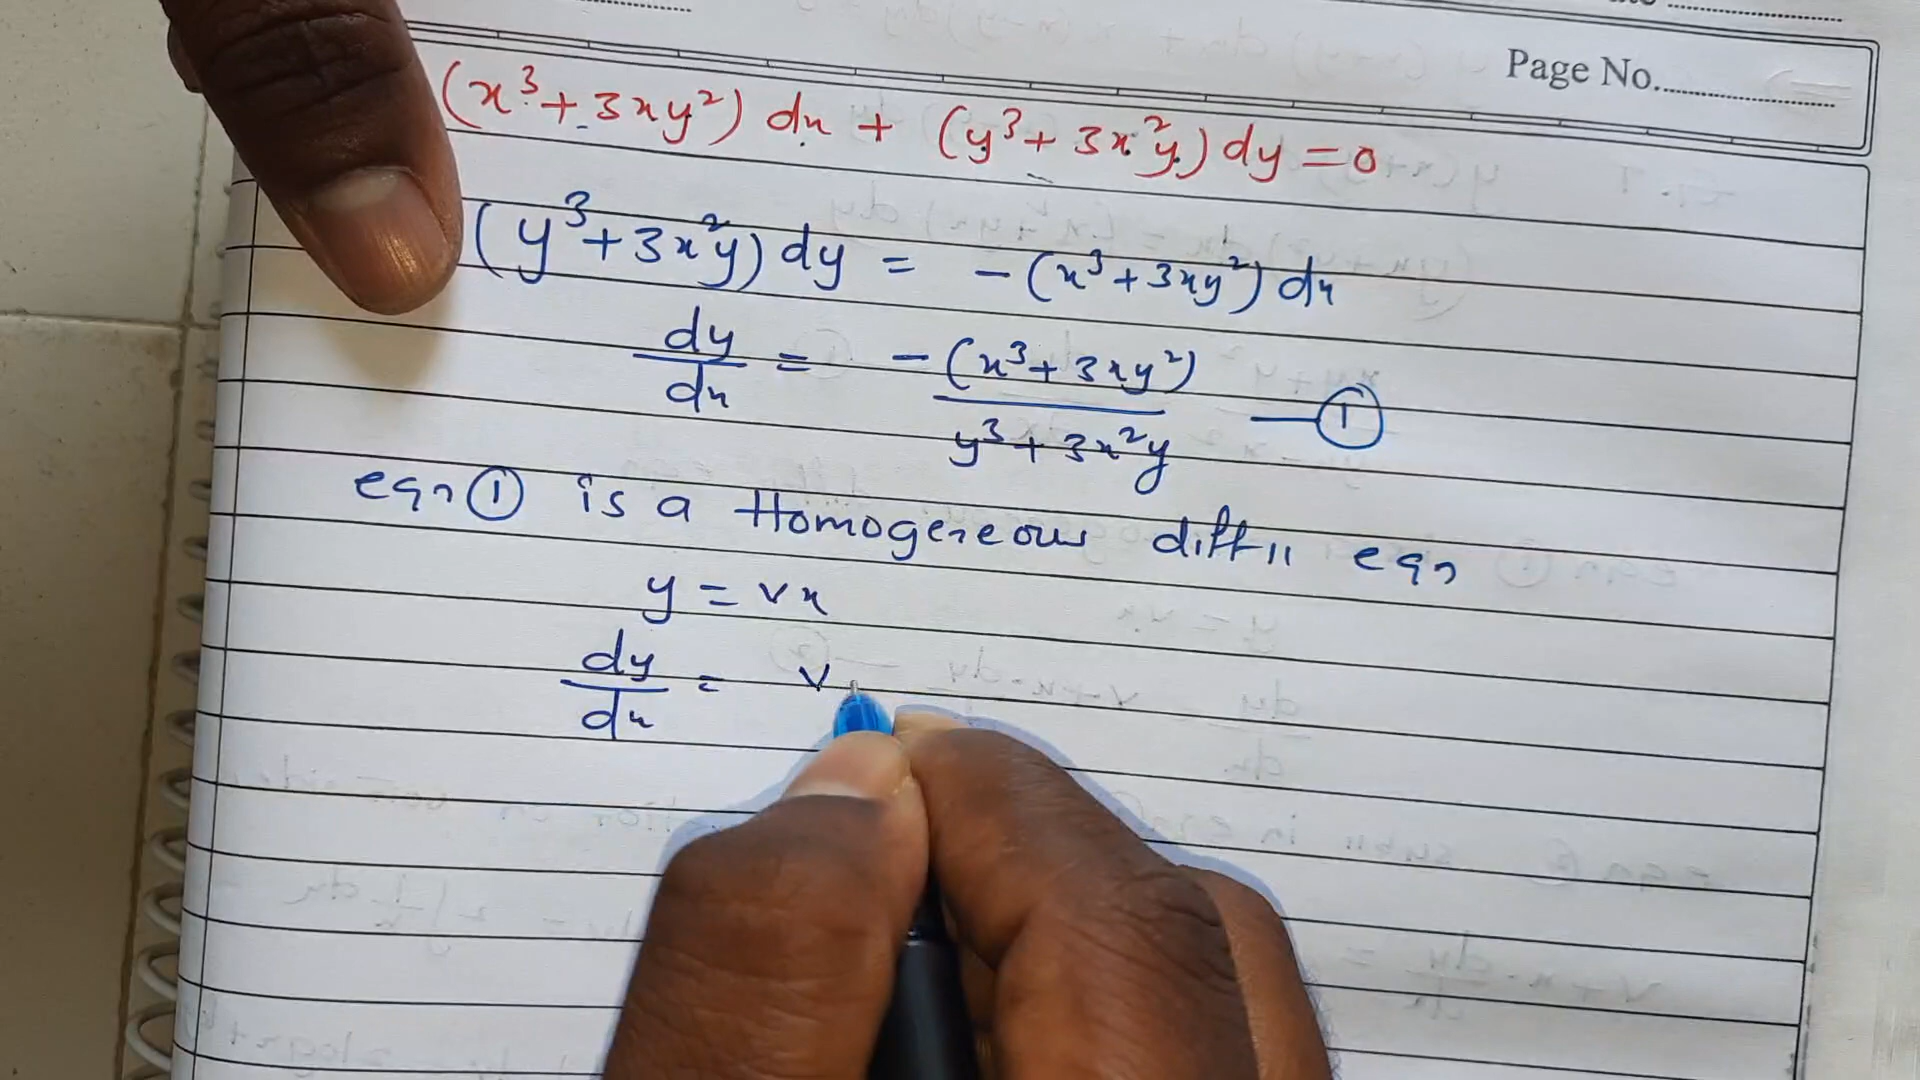 Page No.
(x³+3xy²) dx + (y³+3x²y) dy = 0
(y³+3x²y) dy = -(x³+3xy²) dx
dy/dx = -(x³+3xy²)/y³+3x²y —①
eqn ① is a Homogeneous diff11 eqn
y = vx
dy/dx = v